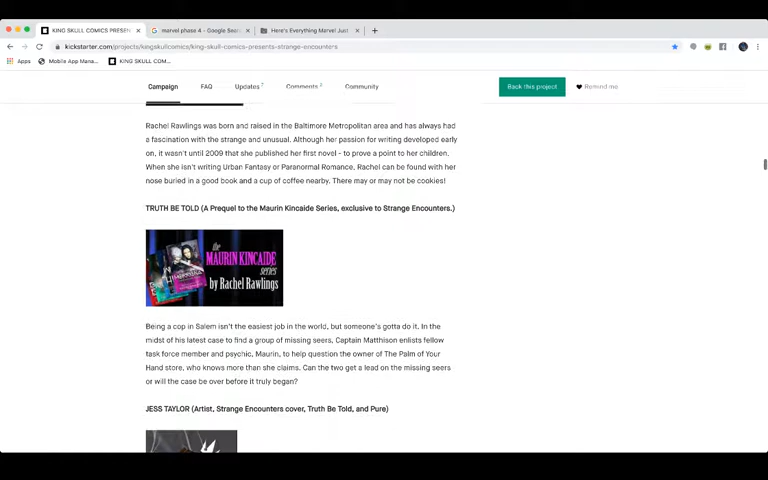 KING SKULL COMICS PRESEN
marvel phase 4 - Google Sear
Here's Everything Marvel Just
kickstarter.com/projects/kingskullcomics/king-skull-comics-presents-strange-encounters
Apps
Mobile App Mana...
KING SKULL COM...
Campaign
FAQ
Updates
Comments
Community
Back this project
Remind me
Rachel Rawlings was born and raised in the Baltimore Metropolitan area and has always had
a fascination with the strange and unusual. Although her passion for writing developed early
on, it wasn't until 2009 that she published her first novel - to prove a point to her children.
When she isn't writing Urban Fantasy or Paranormal Romance, Rachel can be found with her
nose buried in a good book and a cup of coffee nearby. There may or may not be cookies!
TRUTH BE TOLD (A Prequel to the Maurin Kincaide Series, exclusive to Strange Encounters.)
the
MAURIN KINCAIDE
series
by Rachel Rawlings
Being a cop in Salem isn't the easiest job in the world, but someone's gotta do it. In the
midst of his latest case to find a group of missing seers, Captain Matthison enlists fellow
task force member and psychic, Maurin, to help question the owner of The Palm of Your
Hand store, who knows more than she claims. Can the two get a lead on the missing seers
or will the case be over before it truly began?
JESS TAYLOR (Artist, Strange Encounters cover, Truth Be Told, and Pure)